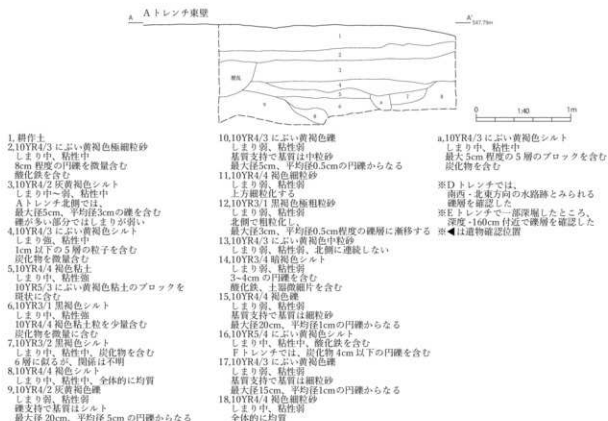 A トレンチ東壁
A
A'
547.79m
1
2
3
撹乱
4
5
6
7
8
9
a
8
0 1:40 1m
1, 耕作土
2,10YR4/3 にぶい黄褐色極細粒砂
しまり中、粘性中
8cm 程度の円礫を微量含む
酸化鉄を含む
3,10YR4/2 灰黄褐色シルト
しまり中～弱、粘性中
A トレンチ北側では、
最大径5cm、平均径3cmの礫を含む
礫が多い部分ではしまりが弱い
4,10YR4/3 にぶい黄褐色シルト
しまり強、粘性中
1cm 以下の 5 層の粒子を含む
炭化物を微量含む
5,10YR4/4 褐色粘土
しまり中、粘性強
10YR5/3 にぶい黄褐色粘土のブロックを
斑状に含む
6,10YR3/1 黒褐色シルト
しまり中、粘性強
10YR4/4 褐色粘土粒を少量含む
炭化物を微量に含む
7,10YR3/2 黒褐色シルト
しまり中、粘性中、炭化物を含む
6 層に似るが、関係は不明
8,10YR4/4 褐色シルト
しまり中、粘性中、全体的に均質
9,10YR4/2 灰黄褐色礫
しまり弱、粘性弱
礫支持で基質はシルト
最大径 20cm、平均径 5cm の円礫からなる
10,10YR4/3 にぶい黄褐色礫
しまり弱、粘性弱
基質支持で基質は中粒砂
最大径5cm、平均径0.5cmの円礫からなる
11,10YR4/4 褐色細粒砂
しまり弱、粘性弱
上方細粒化する
12,10YR3/1 黒褐色極粗粒砂
しまり弱、粘性弱
北側で粗粒化し、
最大径3cm、平均径0.5cm程度の礫層に漸移する
13,10YR4/3 にぶい黄褐色中粒砂
しまり弱、粘性弱、北側に連続しない
14,10YR3/4 暗褐色シルト
しまり弱、粘性弱
3~4cm の円礫を含む
酸化鉄、土器微細片を含む
15,10YR4/4 褐色礫
しまり弱、粘性弱
基質支持で基質は細粒砂
最大径20cm、平均径1cmの円礫からなる
16,10YR5/4 にぶい黄褐色シルト
しまり中、粘性中、酸化鉄を含む
F トレンチでは、炭化物 4cm 以下の円礫を含む
17,10YR4/3 にぶい黄褐色礫
しまり弱、粘性弱
基質支持で基質は細粒砂
最大径15cm、平均径1cmの円礫からなる
18,10YR4/4 褐色細粒砂
しまり中、粘性弱
全体的に均質
a,10YR4/3 にぶい黄褐色シルト
しまり中、粘性中
最大 5cm 程度の 5 層のブロックを含む
炭化物を含む
※D トレンチでは、
南西・北東方向の水路跡とみられる
礫層を確認した
※E トレンチで一部深堀したところ、
深度 -160cm 付近で礫層を確認した
※◀は遺物確認位置